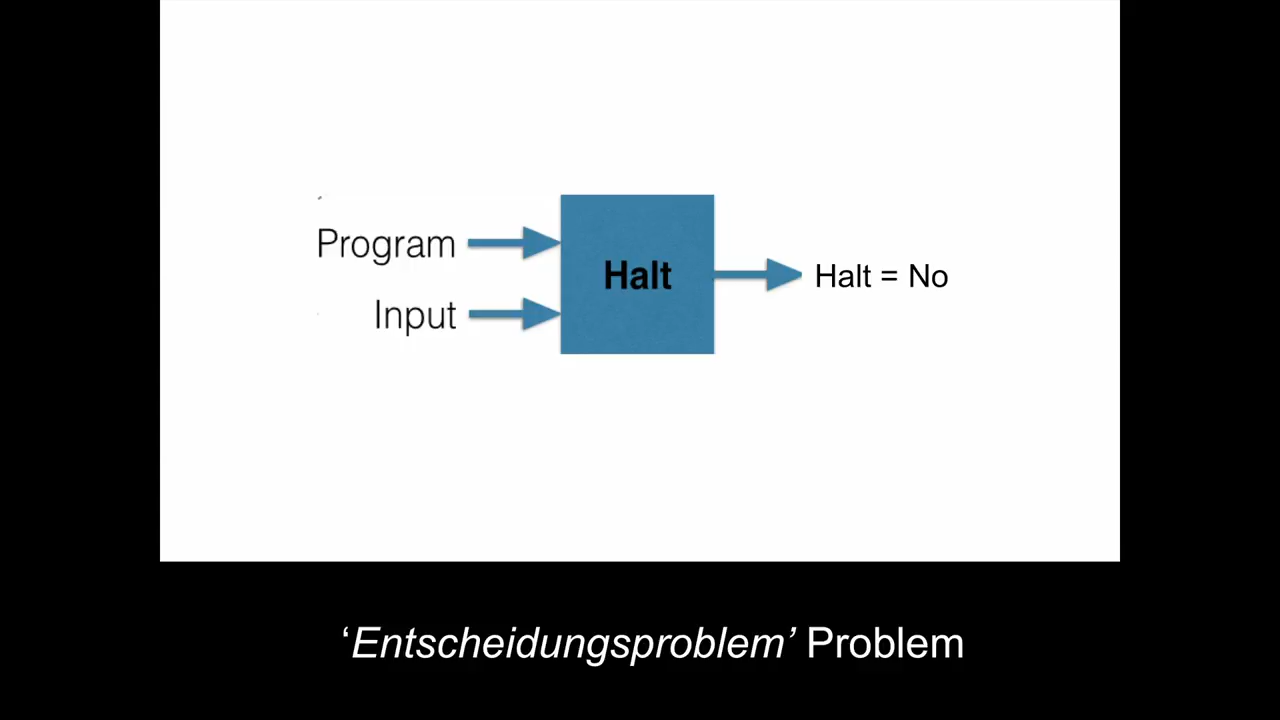 Program
Input
Halt
Halt = No
‘Entscheidungsproblem’ Problem